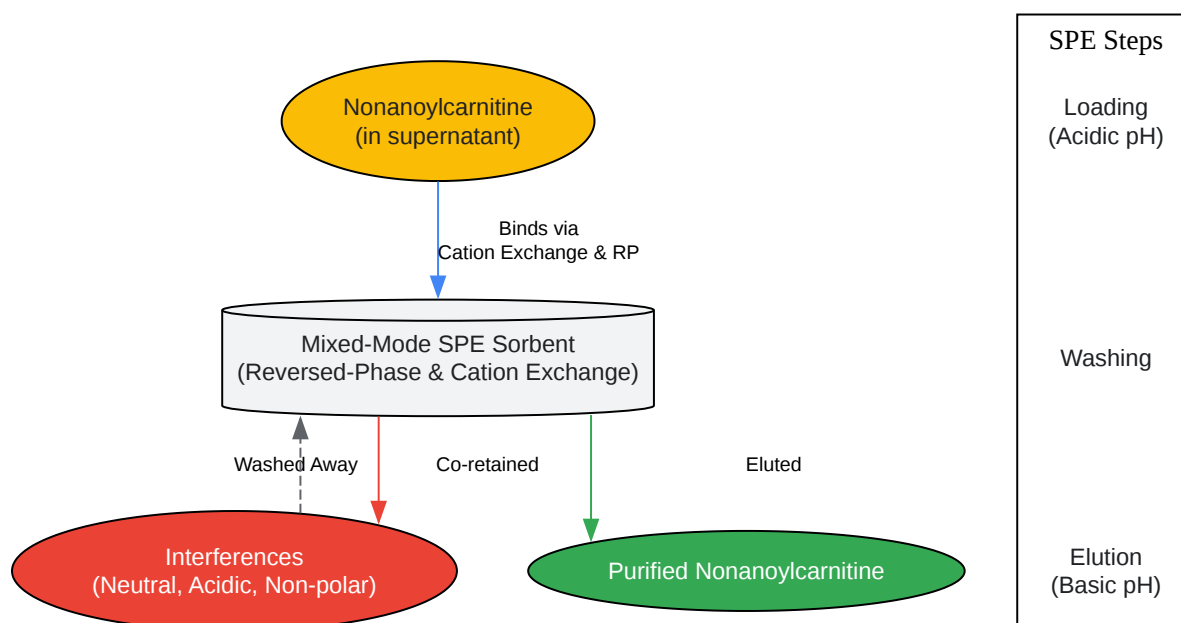 Nonanoylcarnitine
(in supernatant)
Binds via
Cation Exchange & RP
Mixed-Mode SPE Sorbent
(Reversed-Phase & Cation Exchange)
Washed Away
Co-retained
Eluted
Interferences
(Neutral, Acidic, Non-polar)
Purified Nonanoylcarnitine
SPE Steps
Loading
(Acidic pH)
Washing
Elution
(Basic pH)